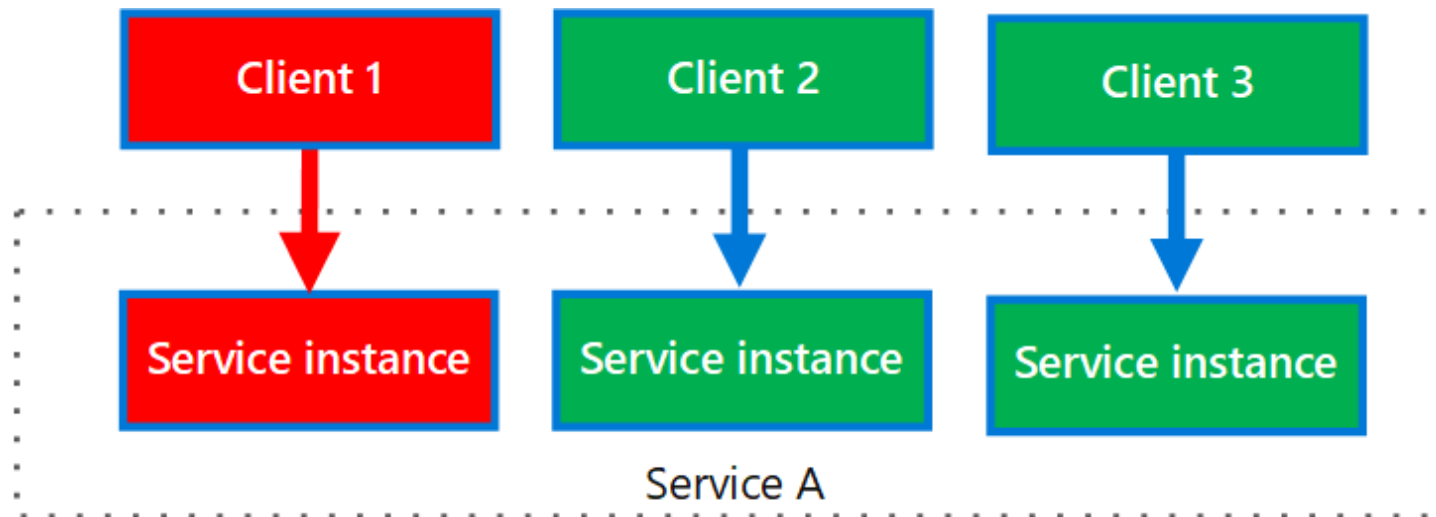 Client 1
Client 2
Client 3
Service instance
Service instance
Service instance
Service A